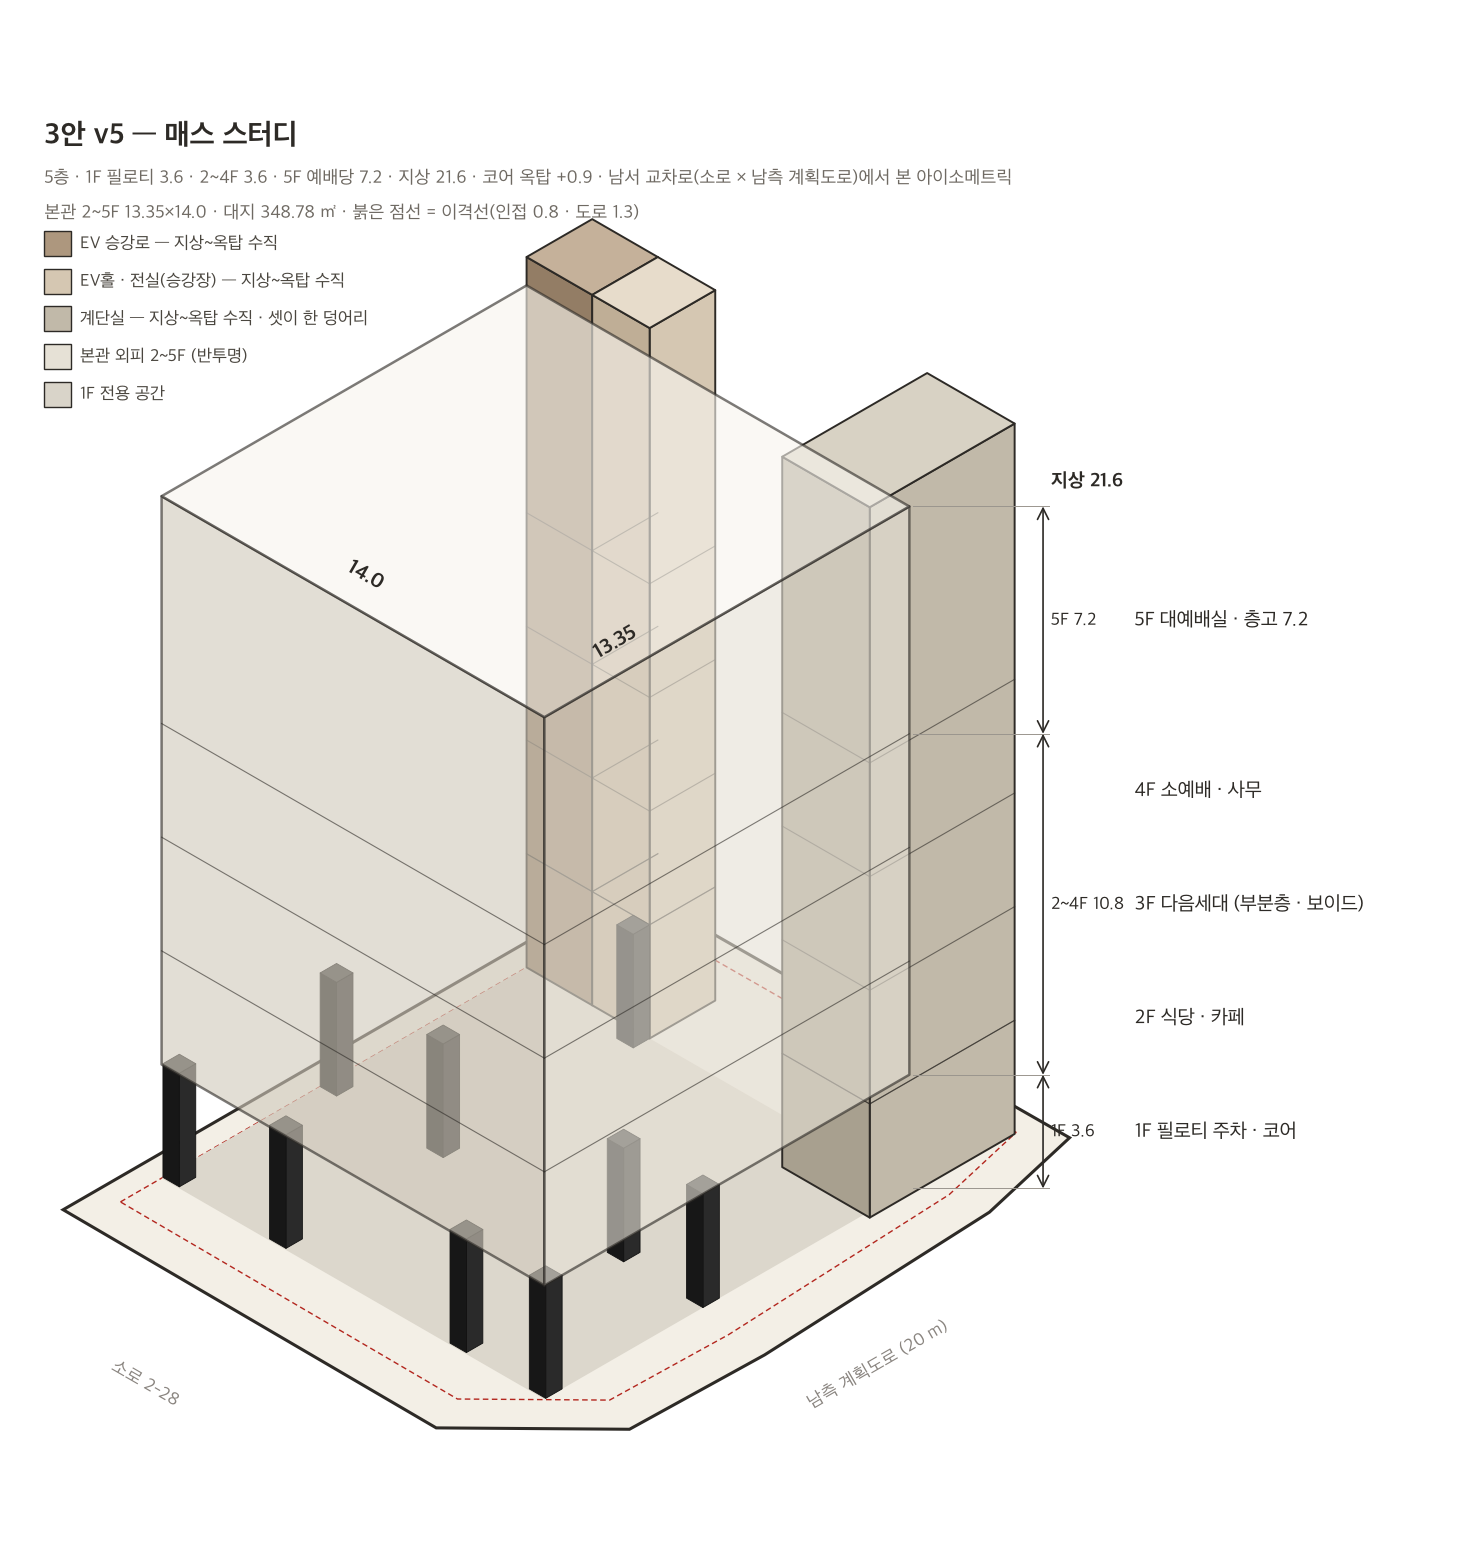 3안 v5 — 매스 스터디
5층 · 1F 필로티 3.6 · 2~4F 3.6 · 5F 예배당 7.2 · 지상 21.6 · 코어 옥탑 +0.9 · 남서 교차로(소로 × 남측 계획도로)에서 본 아이소메트릭
본관 2~5F 13.35×14.0 · 대지 348.78 ㎡ · 붉은 점선 = 이격선(인접 0.8 · 도로 1.3)
EV 승강로 — 지상~옥탑 수직
EV홀 · 전실(승강장) — 지상~옥탑 수직
계단실 — 지상~옥탑 수직 · 셋이 한 덩어리
본관 외피 2~5F (반투명)
1F 전용 공간
지상 21.6
14.0
13.35
5F 7.2
5F 대예배실 · 층고 7.2
4F 소예배 · 사무
2~4F 10.8
3F 다음세대 (부분층 · 보이드)
2F 식당 · 카페
1F 3.6
1F 필로티 주차 · 코어
소로 2-28
남측 계획도로 (20 m)